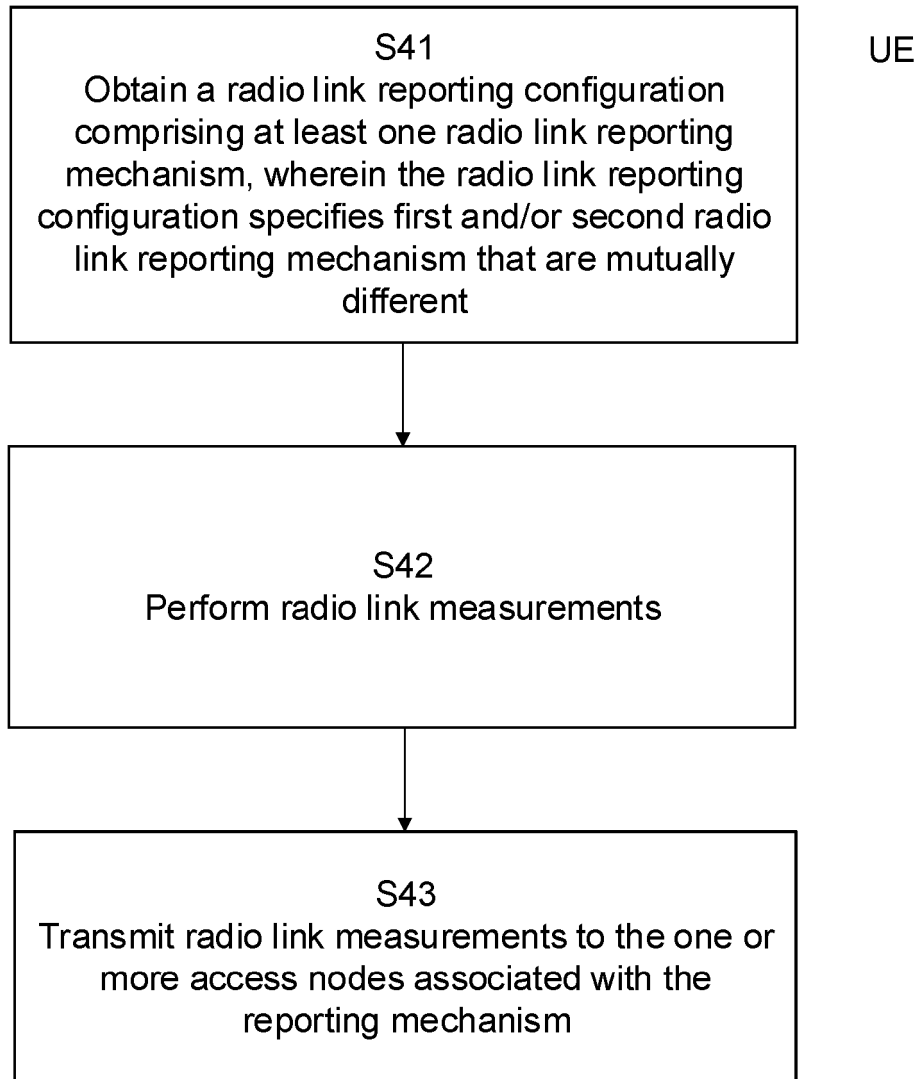 S41
UE
Obtain a radio link reporting configuration
comprising at least one radio link reporting
mechanism, wherein the radio link reporting
configuration specifies first and/or second radio
link reporting mechanism that are mutually
different
S42
Perform radio link measurements
S43
Transmit radio link measurements to the one or
more access nodes associated with the
reporting mechanism